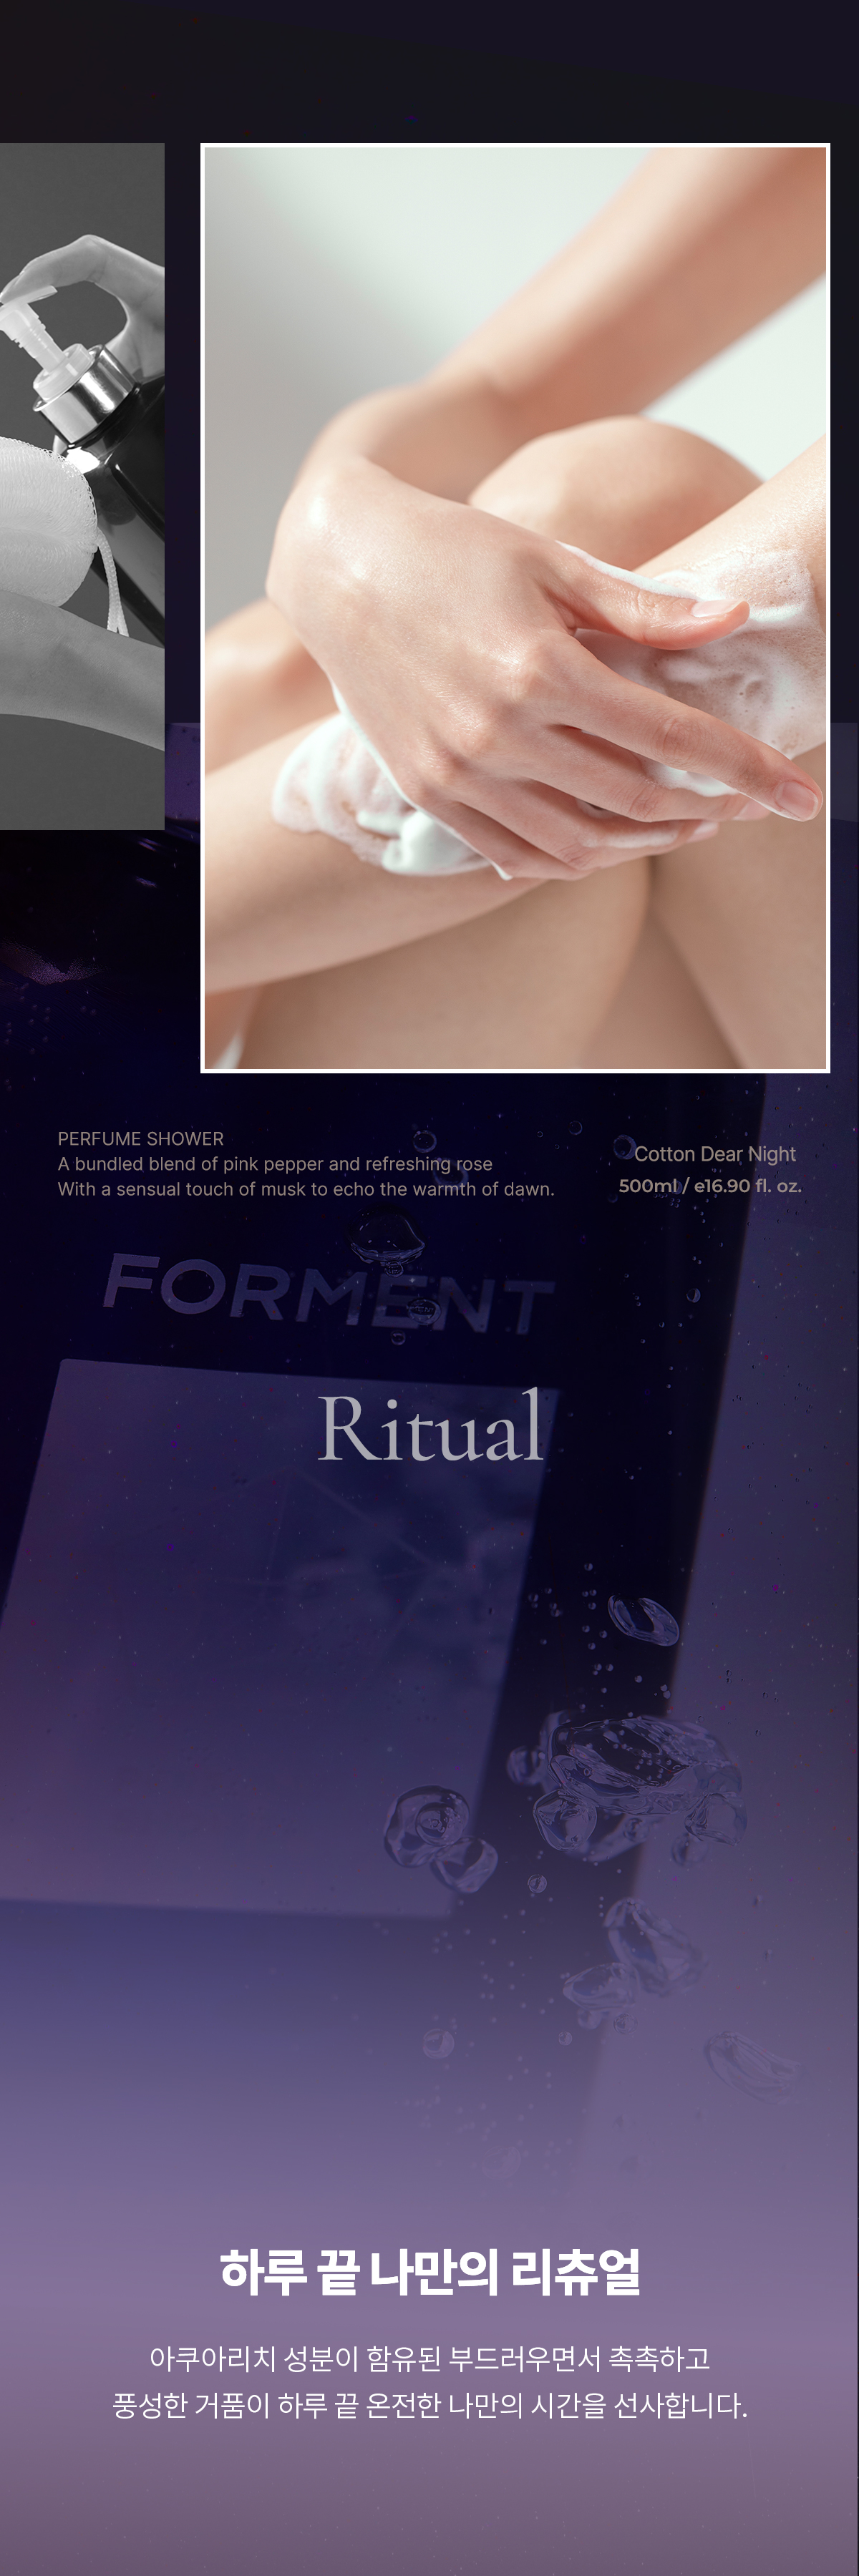 PERFUME SHOWER
A bundled blend of pink pepper and refreshing rose
With a sensual touch of musk to echo the warmth of dawn.
Cotton Dear Night
500ml / e16.90 fl. oz.
FORMENT
Ritual
하루 끝 나만의 리츄얼
아쿠아리치 성분이 함유된 부드러우면서 촉촉하고
풍성한 거품이 하루 끝 온전한 나만의 시간을 선사합니다.